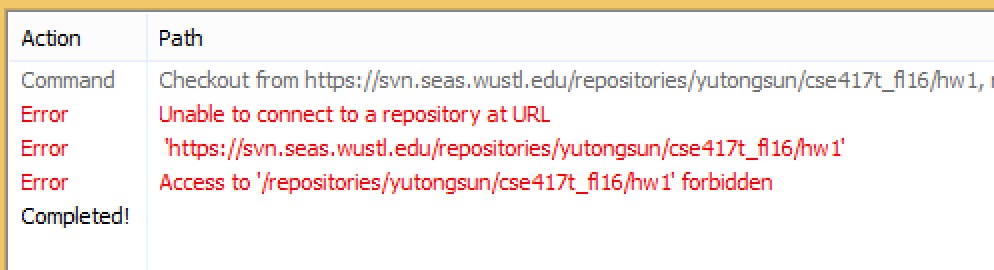 Action Path
Command Checkout from https://svn.seas.wustl.edu/repositories/yutongsun/cse417t_fl16/hw1,
Error Unable to connect to a repository at URL
Error 'https://svn.seas.wustl.edu/repositories/yutongsun/cse417t_fl16/hw1'
Error Access to '/repositories/yutongsun/cse417t_fl16/hw1' forbidden
Completed!